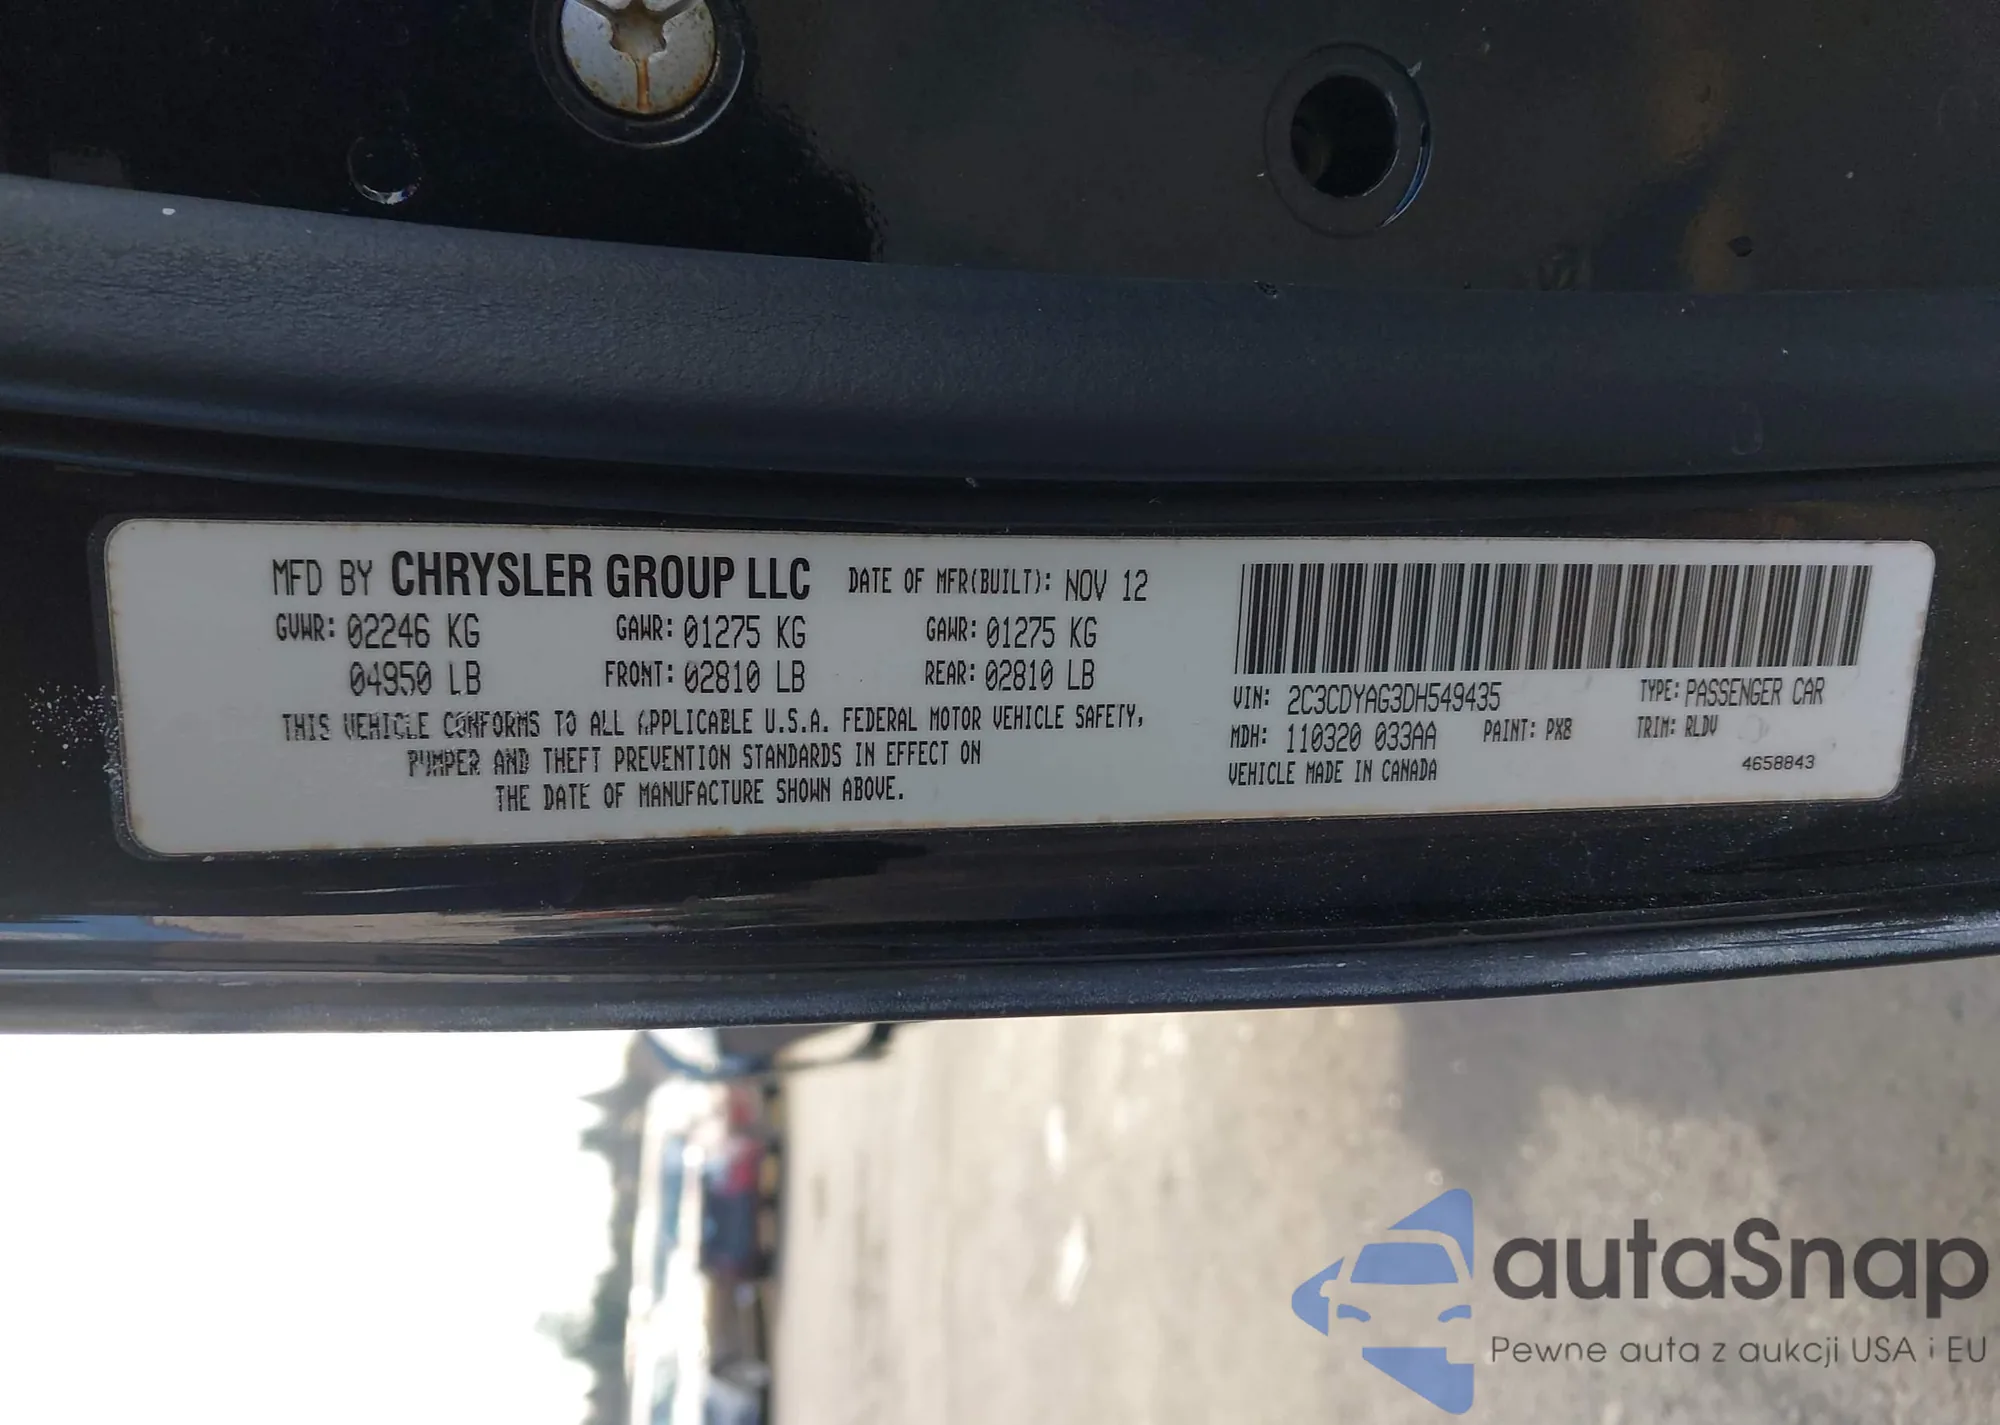 MFD BY CHRYSLER GROUP LLC DATE OF MFR(BUILT): NOV 12
GVWR: 02246 KG GAWR: 01275 KG GAWR: 01275 KG
04950 LB FRONT: 02810 LB REAR: 02810 LB
THIS VEHICLE CONFORMS TO ALL APPLICABLE U.S.A. FEDERAL MOTOR VEHICLE SAFETY,
PUMPER AND THEFT PREVENTION STANDARDS IN EFFECT ON
THE DATE OF MANUFACTURE SHOWN ABOVE.
VIN: 2C3CDYAG3DH549435 TYPE: PASSENGER CAR
MDH: 110320 033AA PAINT: PX8 TRIM: RLDV
VEHICLE MADE IN CANADA 4658843
autaSnap
Pewne auta z aukcji USA i EU